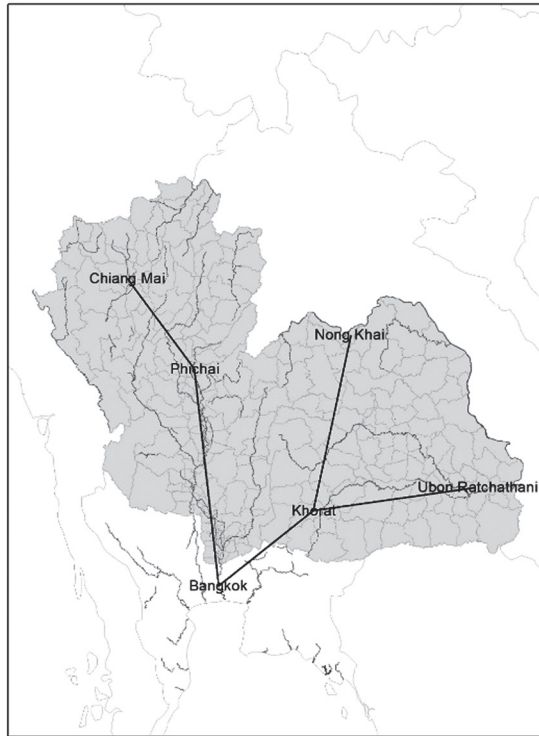 Chiang Mai
Nong Khai
Phichai
Ubon Ratchathani
Khorat
Bangkok